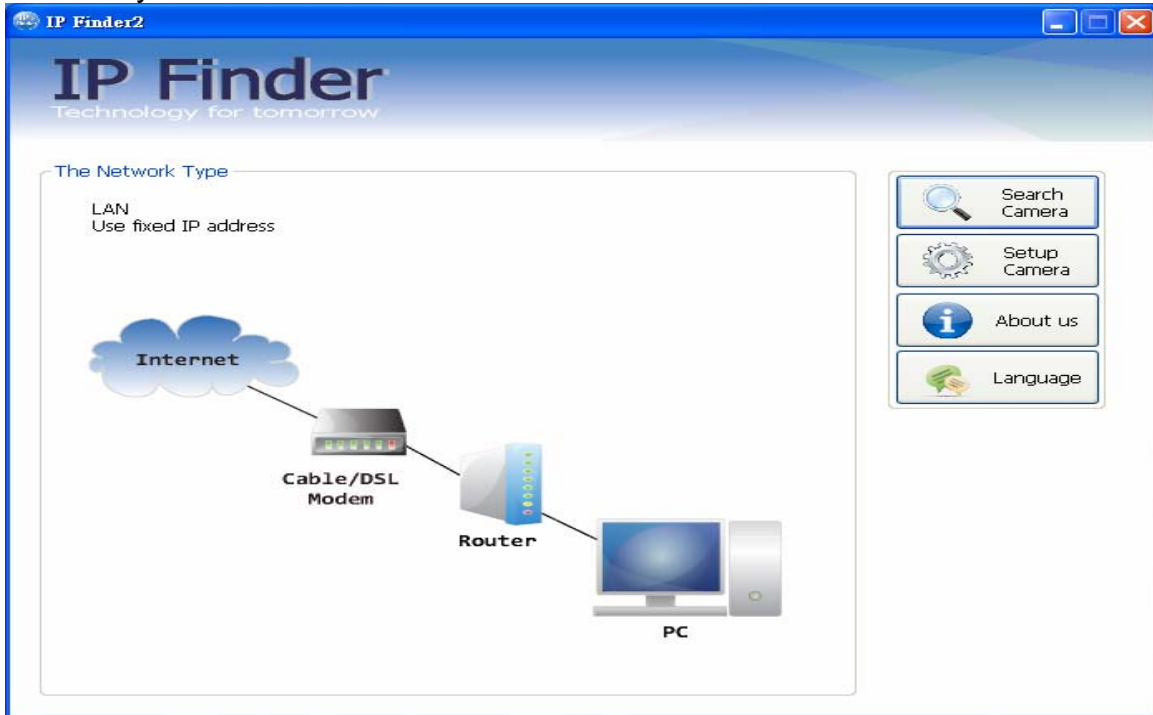 IP Finder2
IP Finder
Technology for tomorrow
The Network Type
LAN
Use fixed IP address
Internet
Cable/DSL
Modem
Router
PC
Search
Camera
Setup
Camera
About us
Language